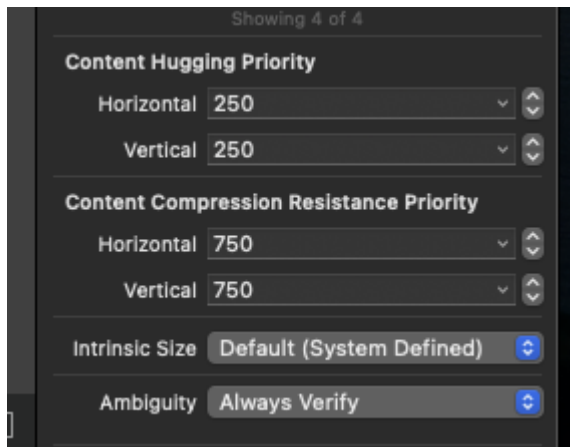 Showing 4 of 4
Content Hugging Priority
Horizontal 250
Vertical 250
Content Compression Resistance Priority
Horizontal 750
Vertical 750
Intrinsic Size Default (System Defined)
Ambiguity Always Verify